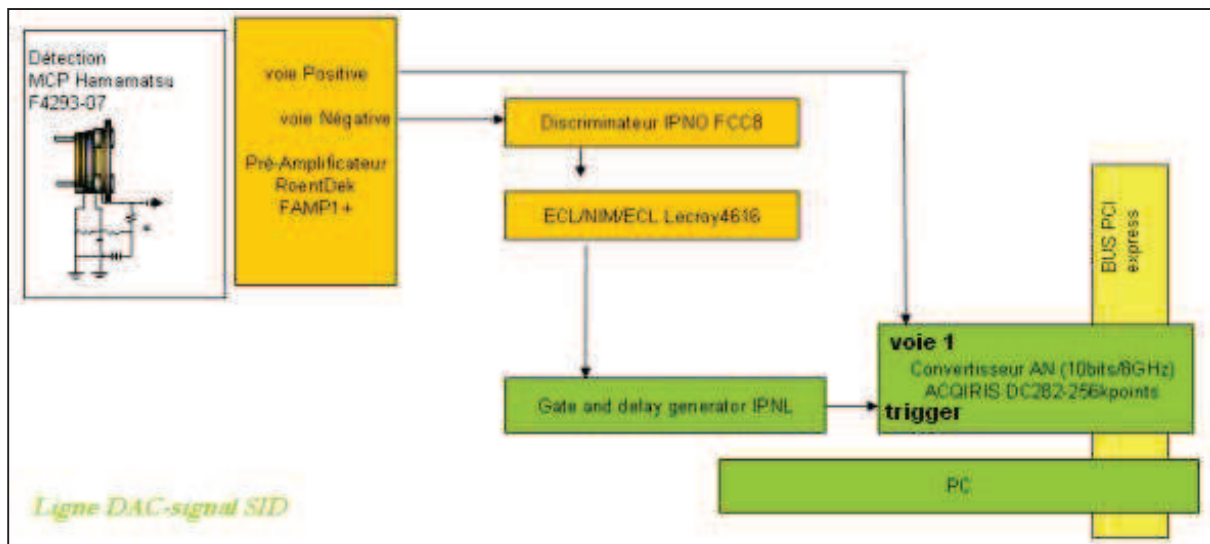 Détection
MCP Hamamatsu
F4293-07
voie Positive
voie Négative
Pré-Amplificateur
RoentDek
FAMP1+
Discriminateur IPNO FCC8
ECL/NIM/ECL Lecroy4616
Gate and delay generator IPNL
BUS PCI
express
voie 1
Convertisseur AN (10bits/8GHz)
ACQIRIS DC282-256kpoints
trigger
PC
Ligne DAC-signal SID